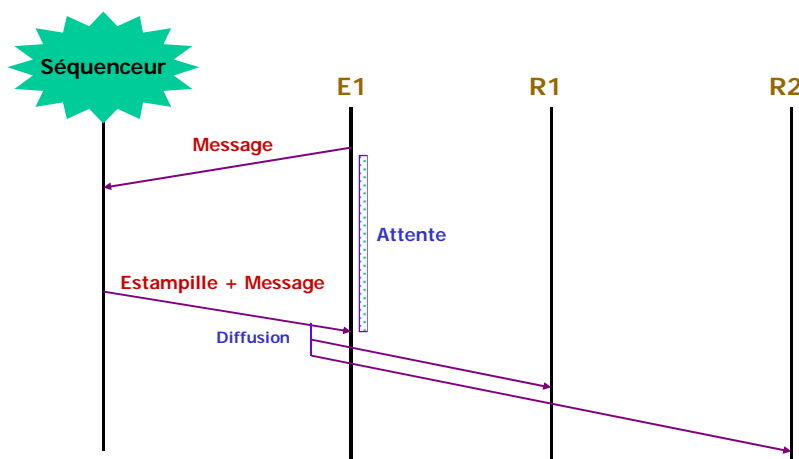 Séquenceur
E1
R1
R2
Message
Attente
Estampille + Message
Diffusion